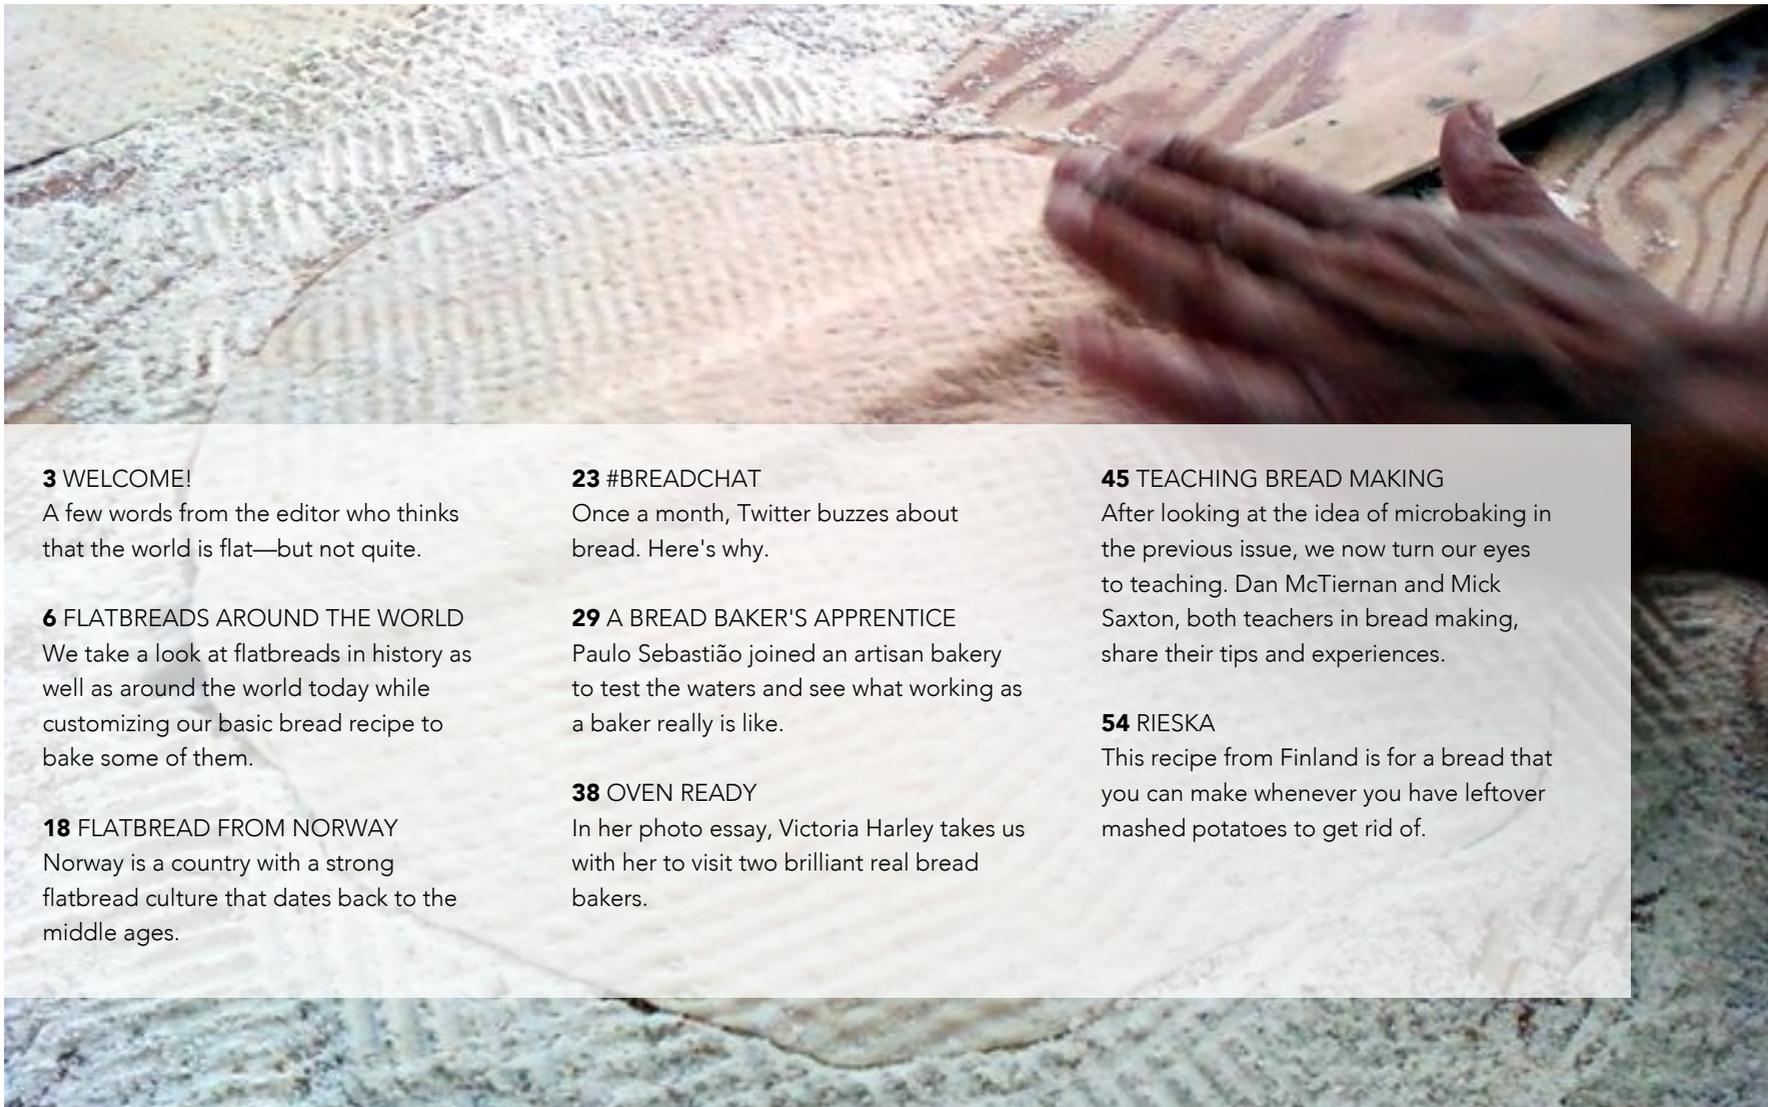 3 WELCOME!
A few words from the editor who thinks
that the world is flat—but not quite.
6 FLATBREADS AROUND THE WORLD
We take a look at flatbreads in history as
well as around the world today while
customizing our basic bread recipe to
bake some of them.
18 FLATBREAD FROM NORWAY
Norway is a country with a strong
flatbread culture that dates back to the
middle ages.
23 #BREADCHAT
Once a month, Twitter buzzes about
bread. Here's why.
29 A BREAD BAKER'S APPRENTICE
Paulo Sebastião joined an artisan bakery
to test the waters and see what working as
a baker really is like.
38 OVEN READY
In her photo essay, Victoria Harley takes us
with her to visit two brilliant real bread
bakers.
45 TEACHING BREAD MAKING
After looking at the idea of microbaking in
the previous issue, we now turn our eyes
to teaching. Dan McTiernan and Mick
Saxton, both teachers in bread making,
share their tips and experiences.
54 RIESKA
This recipe from Finland is for a bread that
you can make whenever you have leftover
mashed potatoes to get rid of.